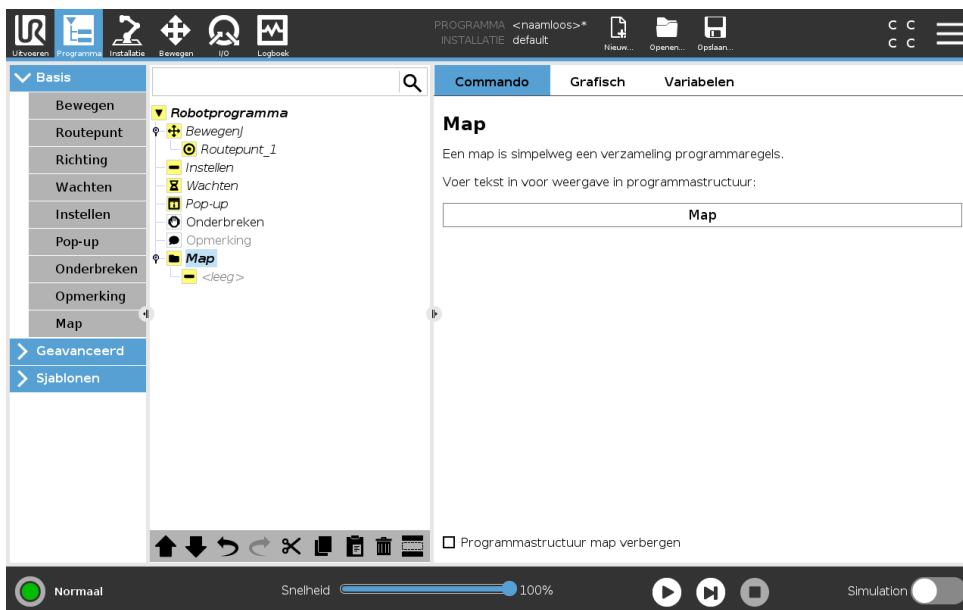 UR
Uitvoeren
Programma
Installatie
Bewegen
I/O
Logboek
PROGRAMMA <naamloos>*
INSTALLATIE default
Nieuw...
Openen...
Opslaan...
C C
C C
Basis
Bewegen
Routepunt
Richting
Wachten
Instellen
Pop-up
Onderbreken
Opmerking
Map
Geavanceerd
Sjablonen
Robotprogramma
BewegenJ
Routepunt_1
Instellen
Wachten
Pop-up
Onderbreken
Opmerking
Map
<leeg>
Commando Grafisch Variabelen
Map
Een map is simpelweg een verzameling programmaregels.
Voer tekst in voor weergave in programmastructuur:
Map
Programmastructuur map verbergen
Normaal
Snelheid 100%
Simulation